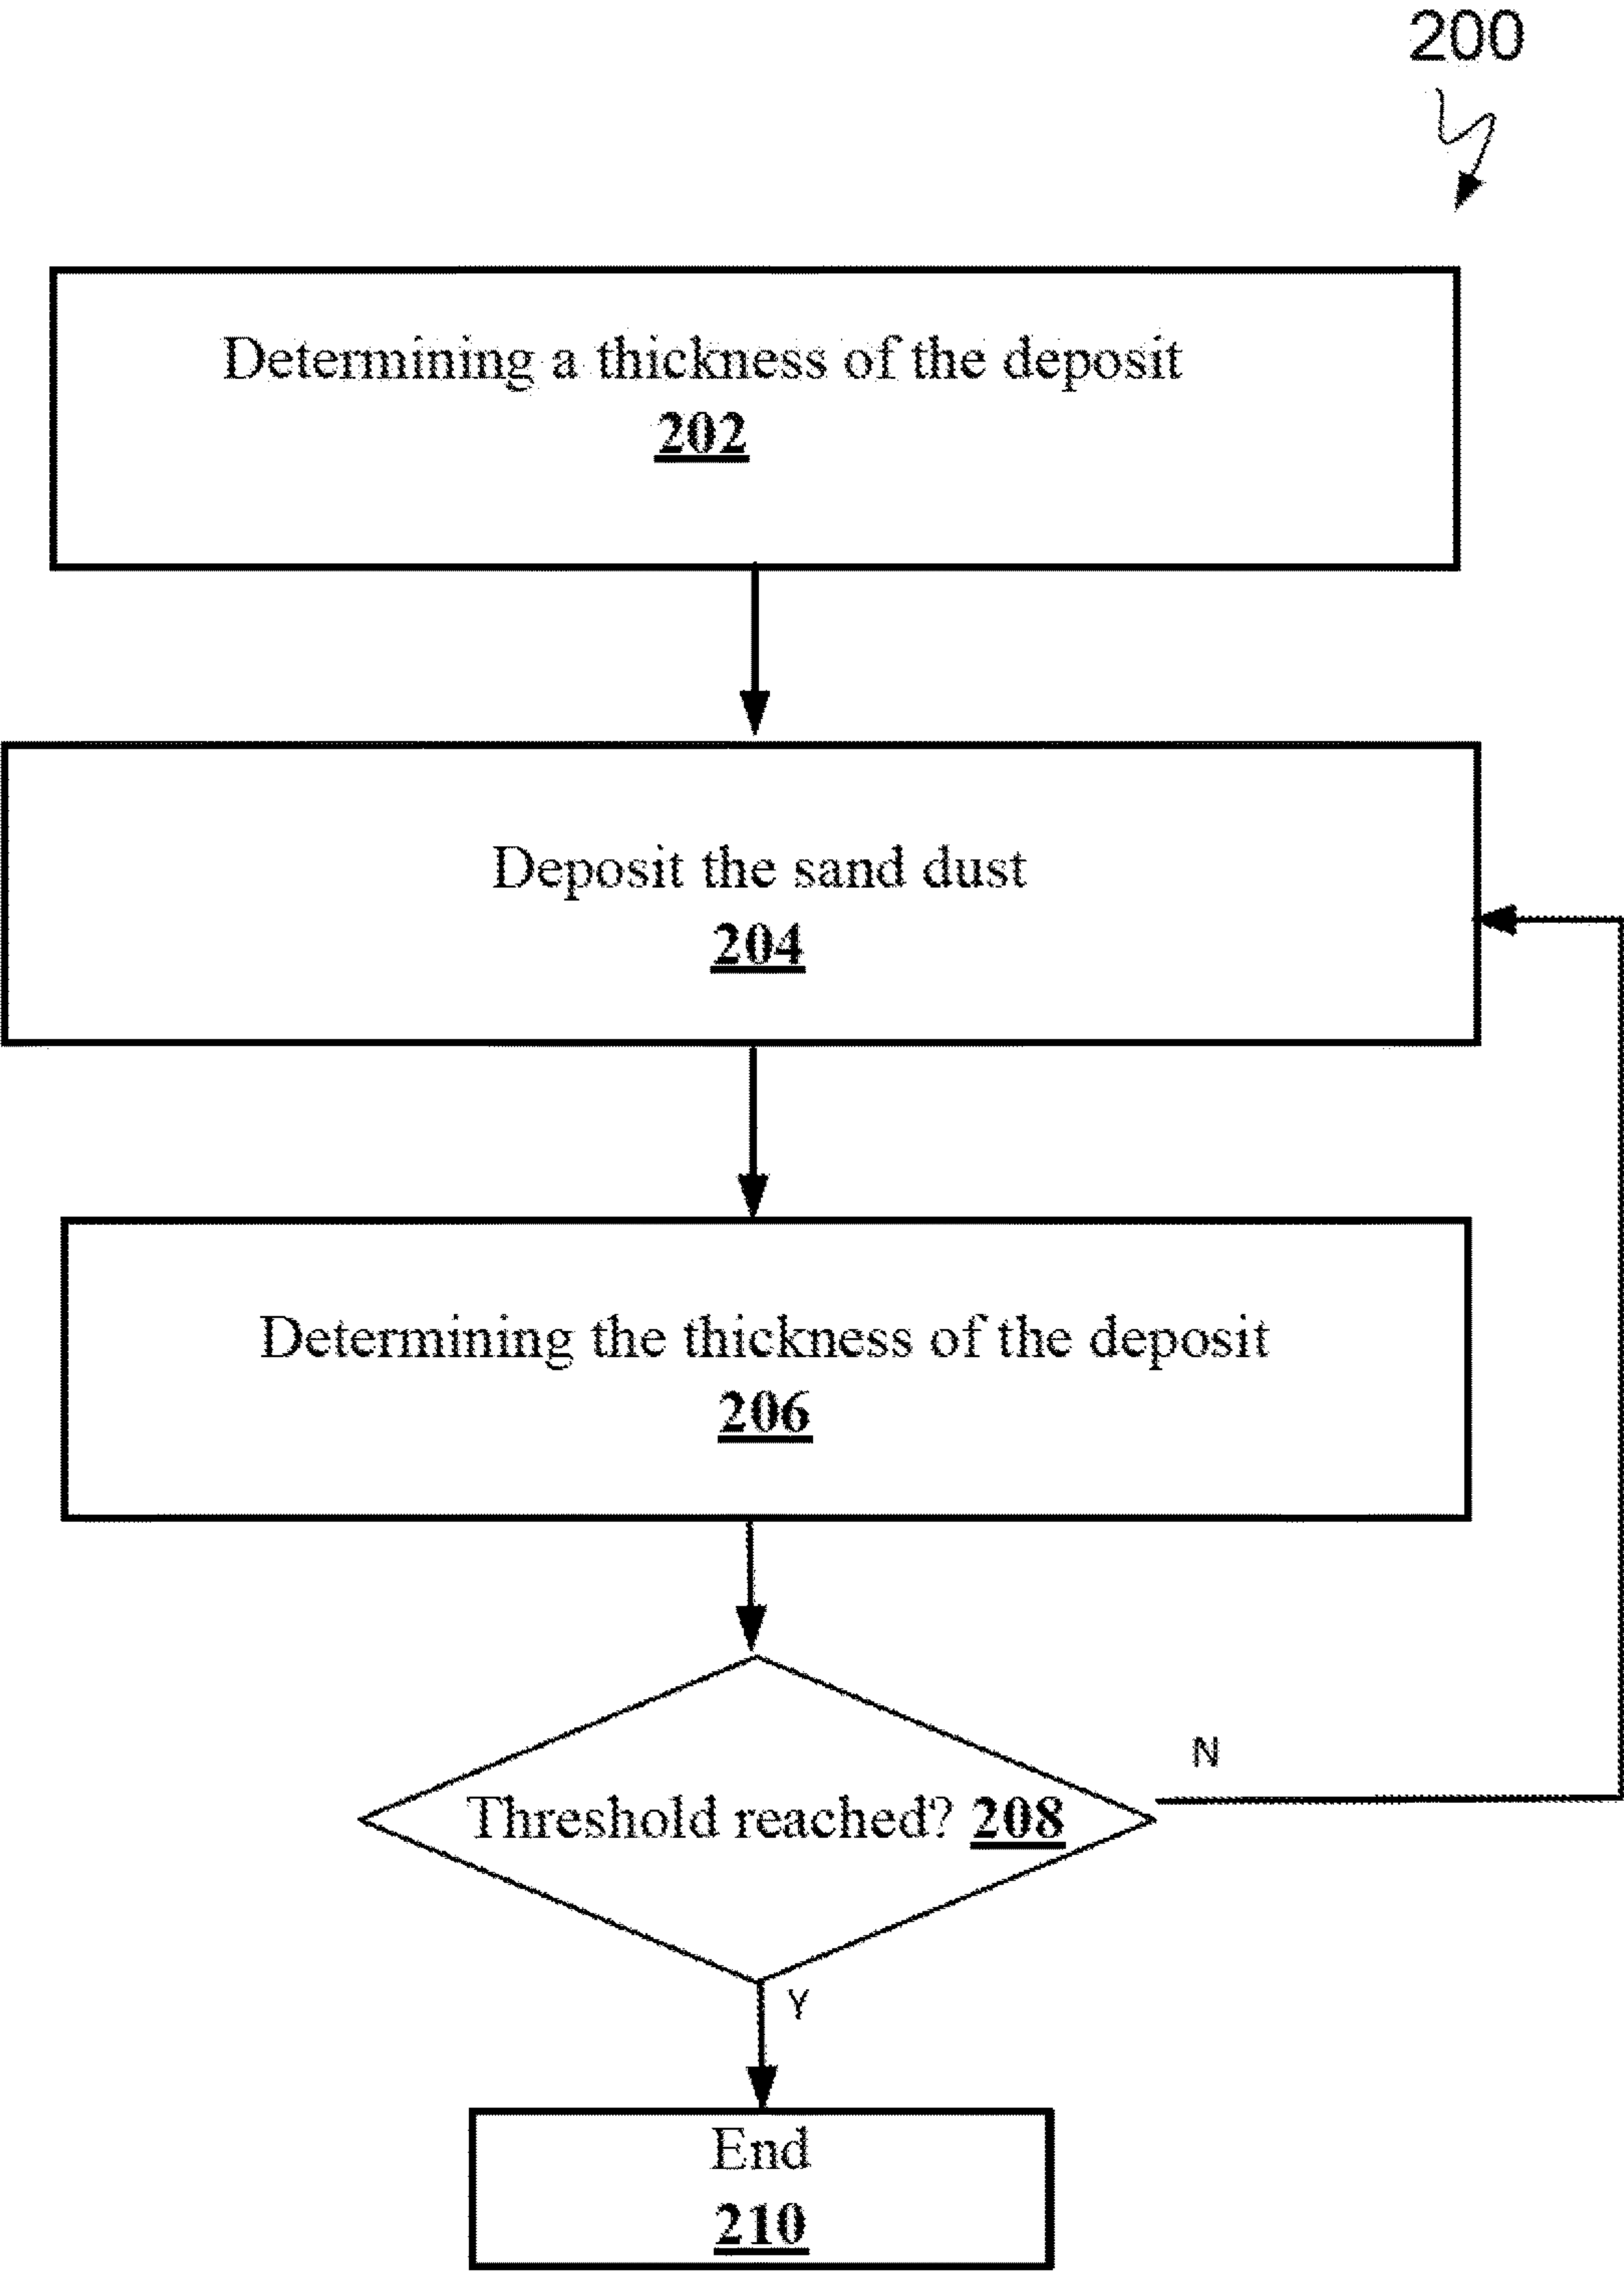 200
Determining a thickness of the deposit
202
Deposit the sand dust
204
Determining the thickness of the deposit
206
Threshold reached? 208
N
Y
End
210